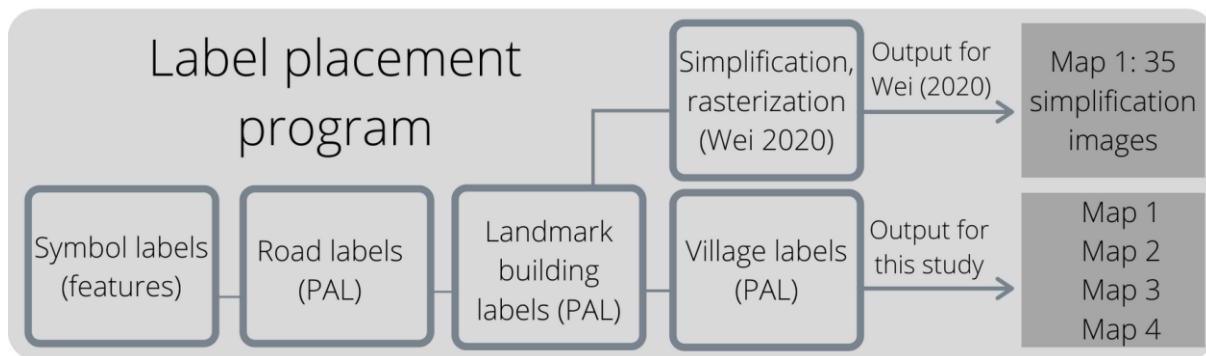 Label placement
program
Symbol labels
(features)
Road labels
(PAL)
Landmark
building
labels (PAL)
Simplification,
rasterization
(Wei 2020)
Output for
Wei (2020)
Map 1: 35
simplification
images
Village labels
(PAL)
Output for
this study
Map 1
Map 2
Map 3
Map 4